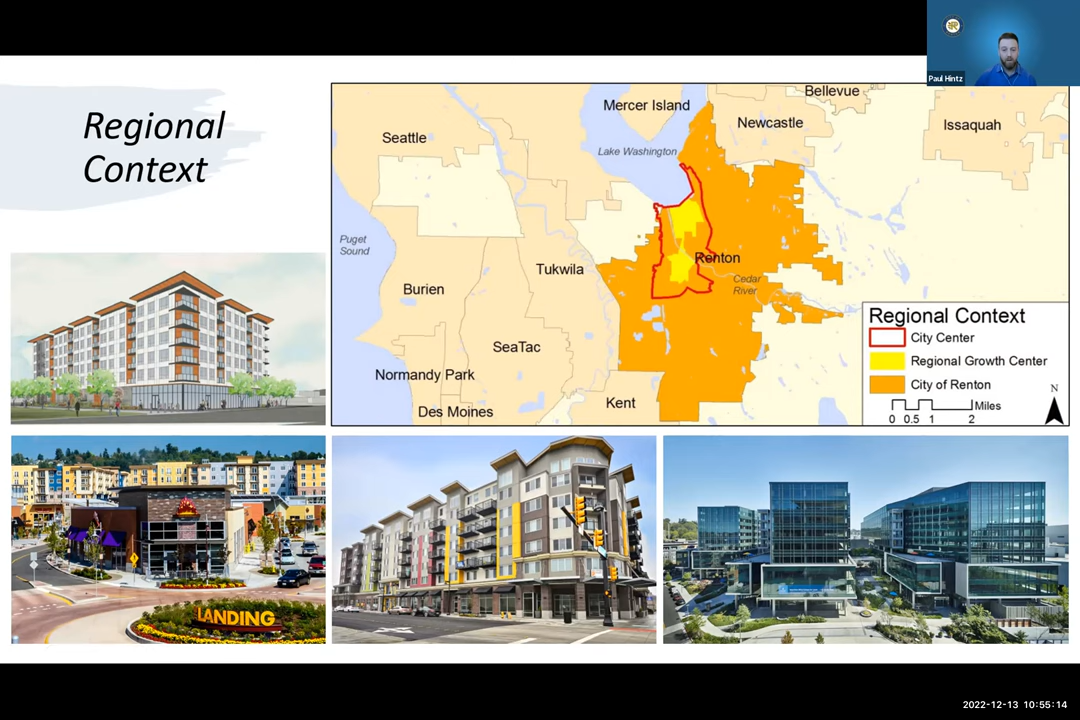 Paul Hintz
Regional
Context
Bellevue
Mercer Island
Newcastle
Issaquah
Seattle
Lake Washington
Puget
Sound
Renton
Tukwila
Cedar
River
Burien
SeaTac
Normandy Park
Des Moines
Kent
Regional Context
City Center
Regional Growth Center
City of Renton
N
Miles
0 0.5 1 2
LANDING
2022-12-13 10:55:14